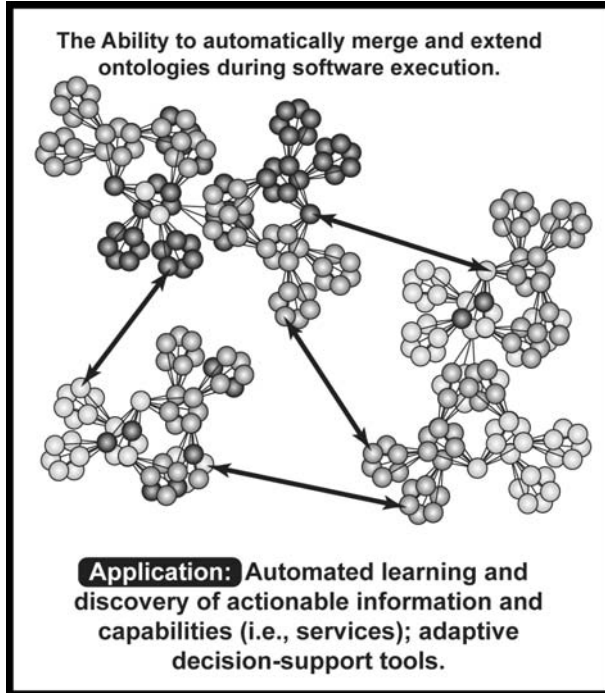 The Ability to automatically merge and extend
ontologies during software execution.
Application: Automated learning and
discovery of actionable information and
capabilities (i.e., services); adaptive
decision-support tools.